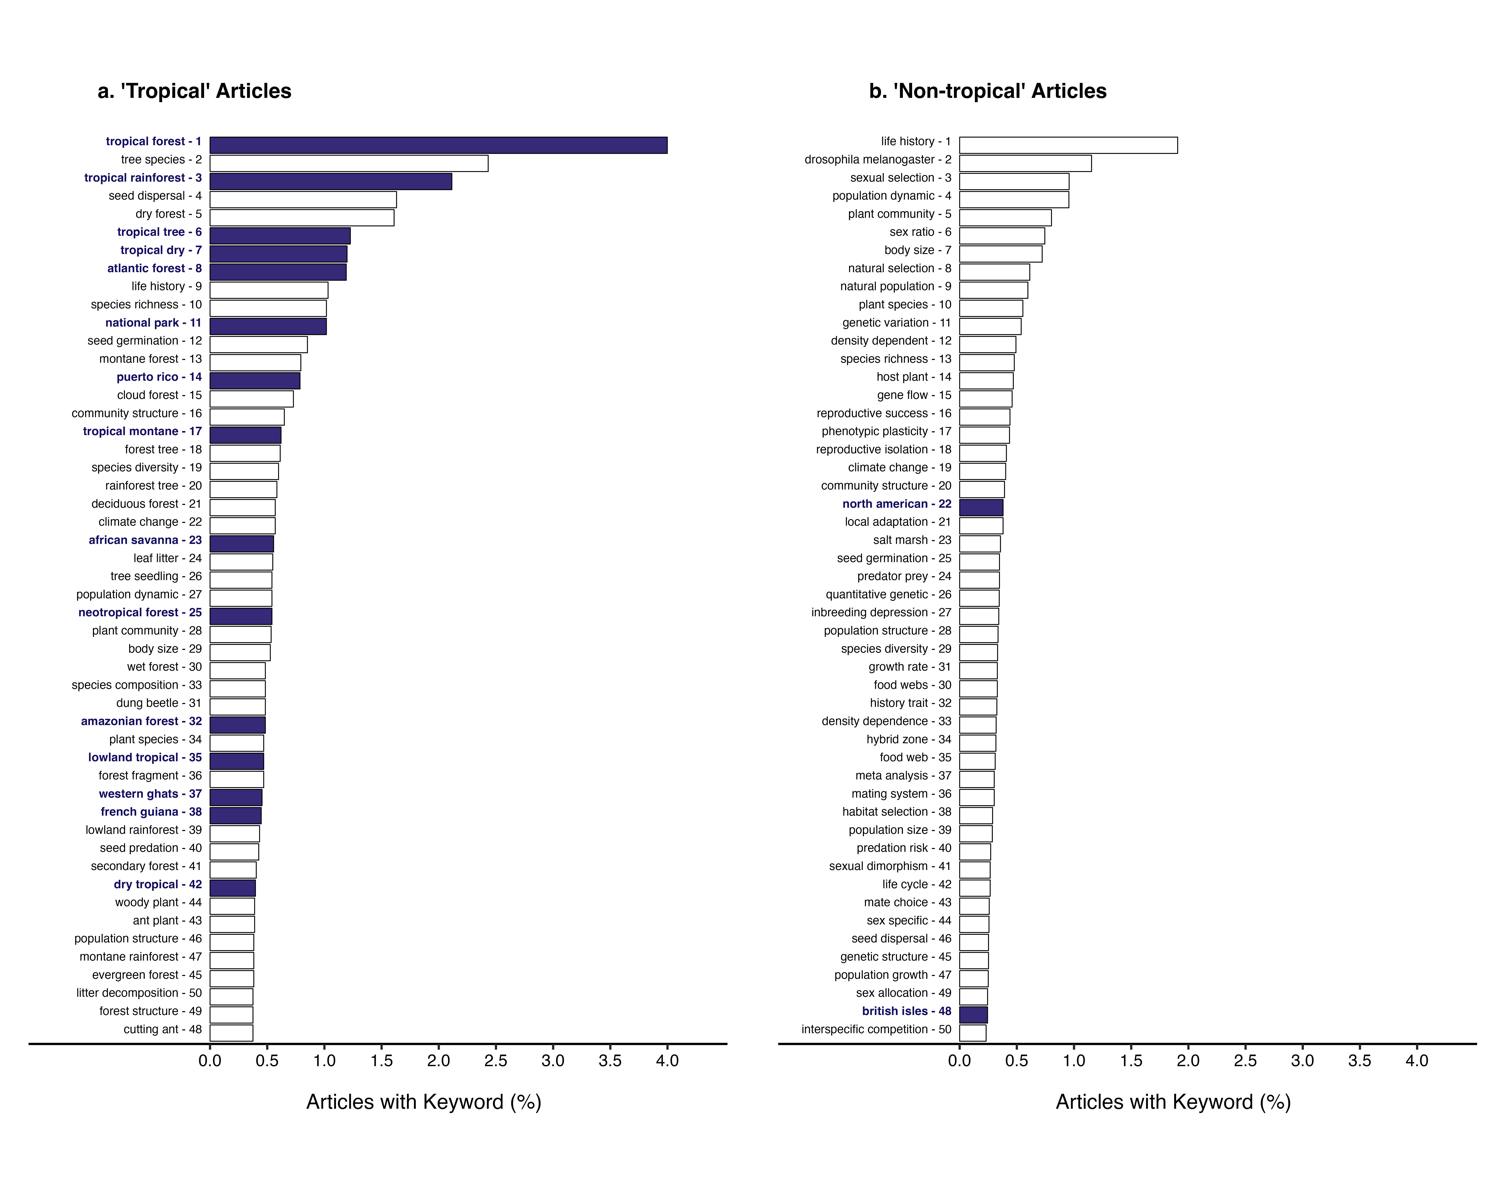 a. 'Tropical' Articles
tropical forest - 1
tree species - 2
tropical rainforest - 3
seed dispersal - 4
dry forest - 5
tropical tree - 6
tropical dry - 7
atlantic forest - 8
life history - 9
species richness - 10
national park - 11
seed germination - 12
montane forest - 13
puerto rico - 14
cloud forest - 15
community structure - 16
tropical montane - 17
forest tree - 18
species diversity - 19
rainforest tree - 20
deciduous forest - 21
climate change - 22
african savanna - 23
leaf litter - 24
tree seedling - 26
population dynamic - 27
neotropical forest - 25
plant community - 28
body size - 29
wet forest - 30
species composition - 33
dung beetle - 31
amazonian forest - 32
plant species - 34
lowland tropical - 35
forest fragment - 36
western ghats - 37
french guiana - 38
lowland rainforest - 39
seed predation - 40
secondary forest - 41
dry tropical - 42
woody plant - 44
ant plant - 43
population structure - 46
montane rainforest - 47
evergreen forest - 45
litter decomposition - 50
forest structure - 49
cutting ant - 48
0.0 0.5 1.0 1.5 2.0 2.5 3.0 3.5 4.0
Articles with Keyword (%)
b. 'Non-tropical' Articles
life history - 1
drosophila melanogaster - 2
sexual selection - 3
population dynamic - 4
plant community - 5
sex ratio - 6
body size - 7
natural selection - 8
natural population - 9
plant species - 10
genetic variation - 11
density dependent - 12
species richness - 13
host plant - 14
gene flow - 15
reproductive success - 16
phenotypic plasticity - 17
reproductive isolation - 18
climate change - 19
community structure - 20
north american - 22
local adaptation - 21
salt marsh - 23
seed germination - 25
predator prey - 24
quantitative genetic - 26
inbreeding depression - 27
population structure - 28
species diversity - 29
growth rate - 31
food webs - 30
history trait - 32
density dependence - 33
hybrid zone - 34
food web - 35
meta analysis - 37
mating system - 36
habitat selection - 38
population size - 39
predation risk - 40
sexual dimorphism - 41
life cycle - 42
mate choice - 43
sex specific - 44
seed dispersal - 46
genetic structure - 45
population growth - 47
sex allocation - 49
british isles - 48
interspecific competition - 50
0.0 0.5 1.0 1.5 2.0 2.5 3.0 3.5 4.0
Articles with Keyword (%)